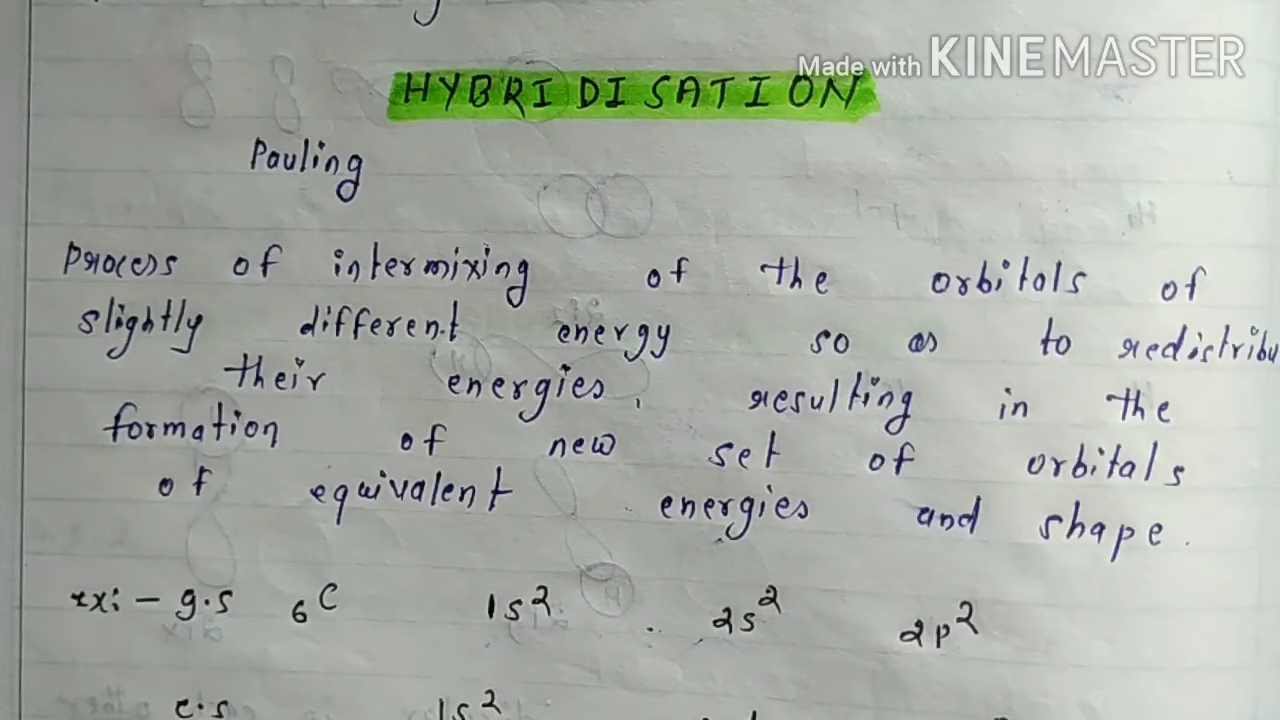 Made with KINEMASTER
HYBRIDISATION
Pauling
Process of intermixing of the orbitals of
slightly different energy so as to redistribu
their energies. resulting in the
formation of new set of orbitals
of equivalent energies and shape.
ex:- g.s ₆C 1s² 2s² 2p²
e.s 1s²